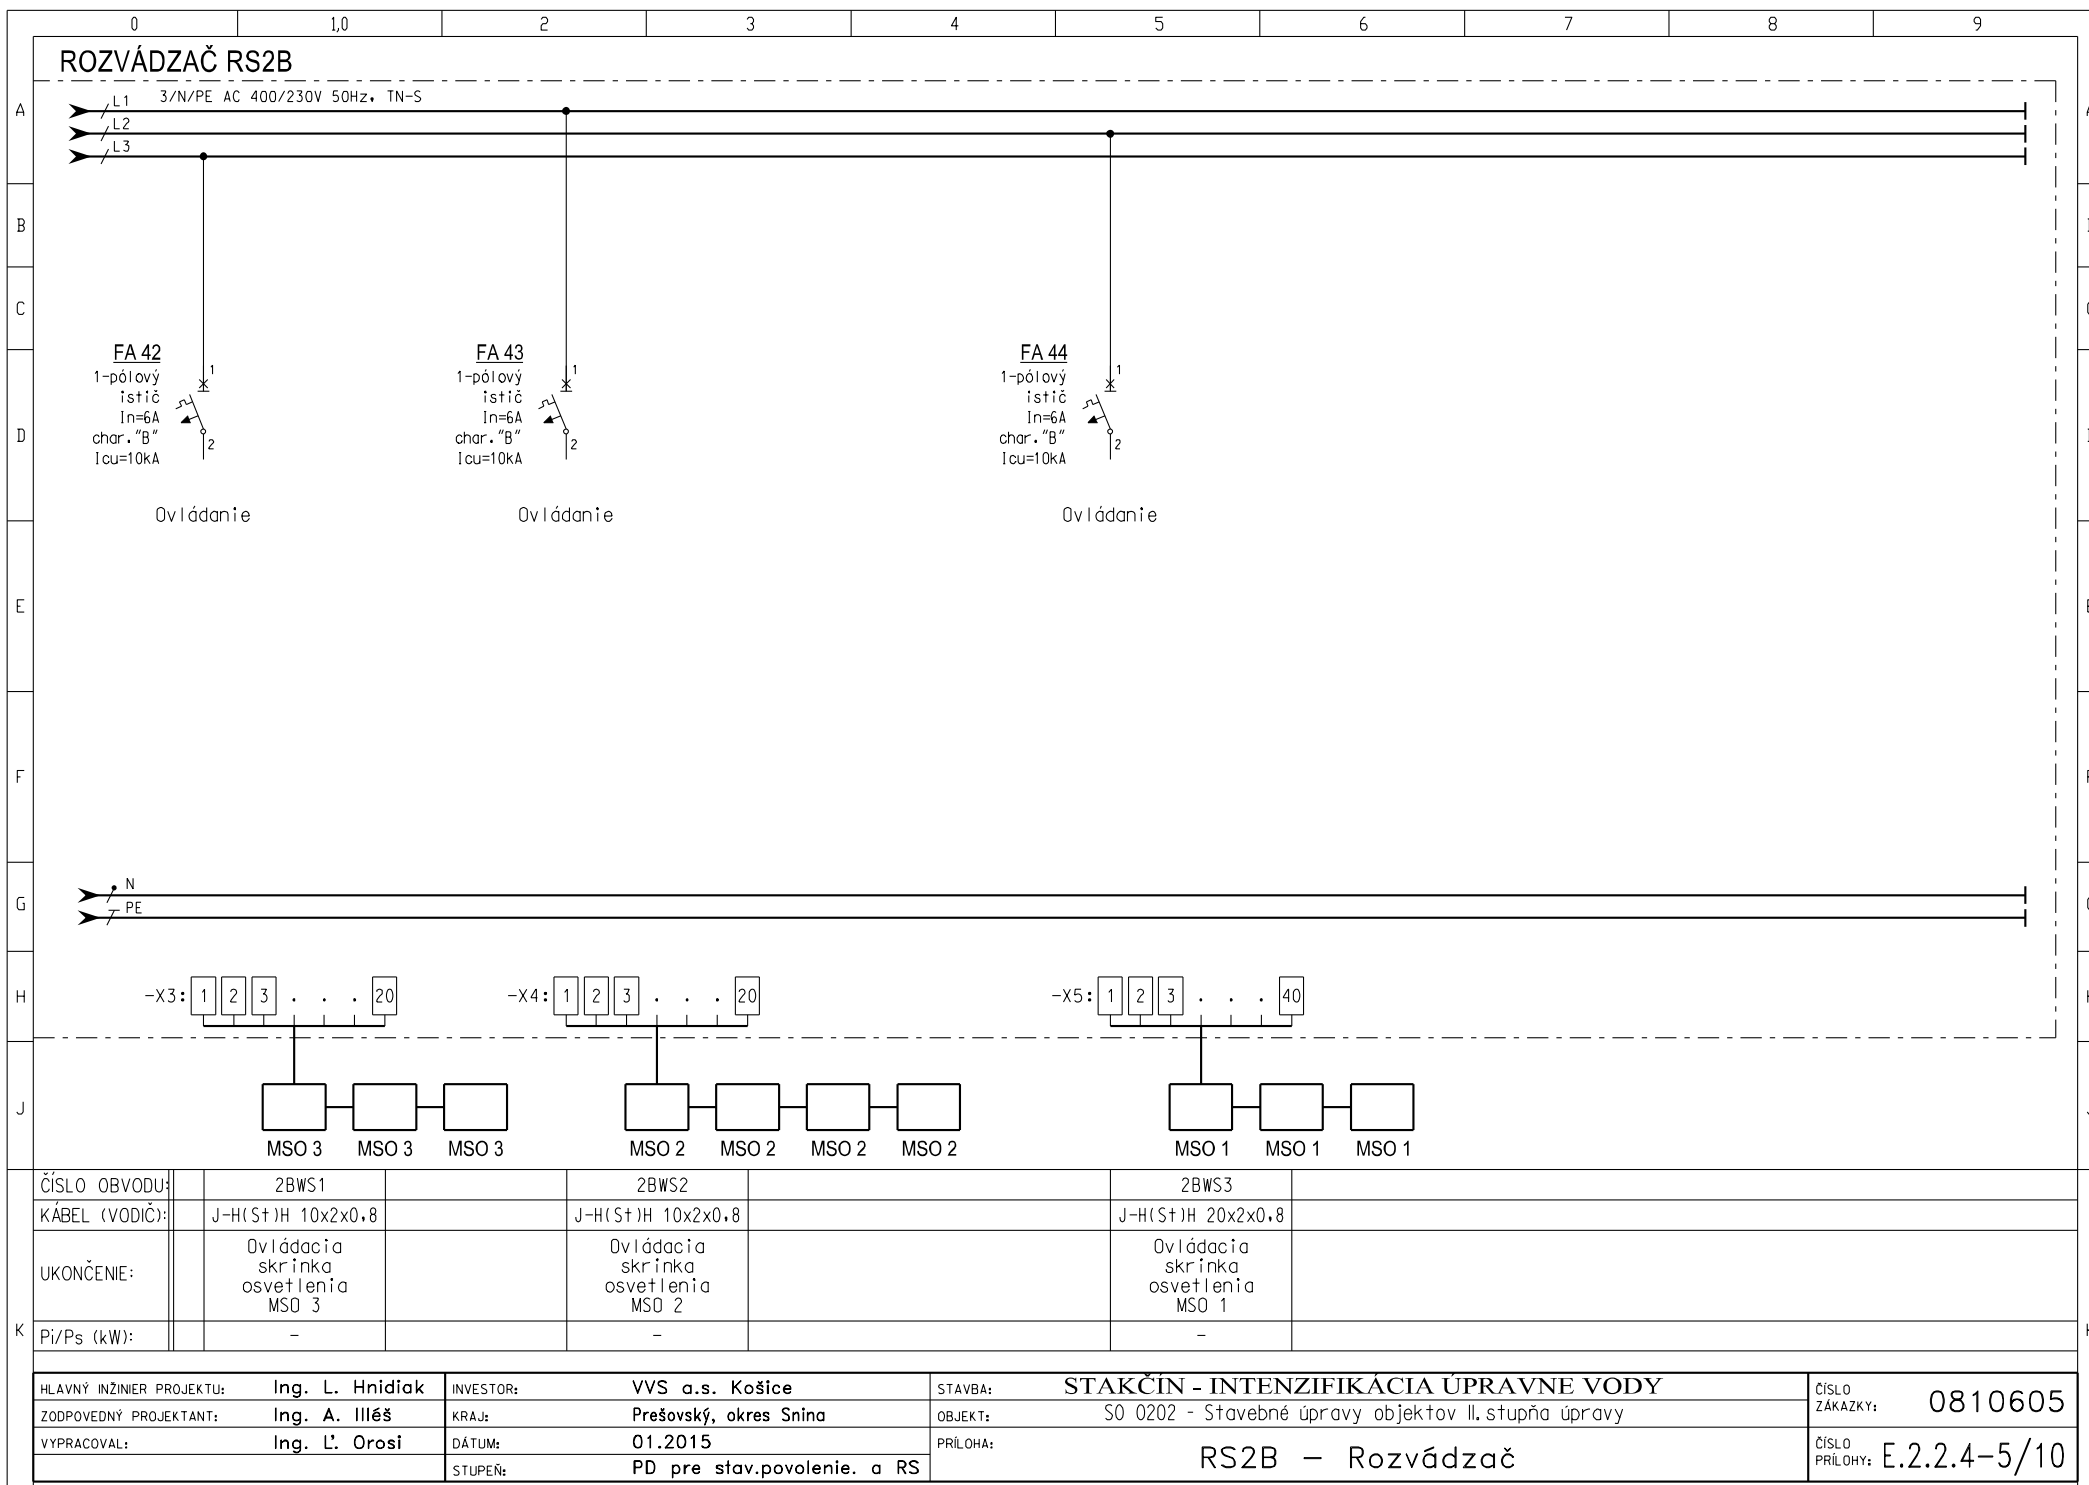 0 1,0 2 3 4 5 6 7 8 9
ROZVÁDZAČ RS2B
A
L1 3/N/PE AC 400/230V 50Hz, TN-S
L2
L3
B
C
D
FA 42
1-pólový
istič
In=6A
char."B"
Icu=10kA
1
2
Ovládanie
FA 43
1-pólový
istič
In=6A
char."B"
Icu=10kA
1
2
Ovládanie
FA 44
1-pólový
istič
In=6A
char."B"
Icu=10kA
1
2
Ovládanie
E
F
G
N
PE
H
-X3: 1 2 3 . . . 20
-X4: 1 2 3 . . . 20
-X5: 1 2 3 . . . 40
J
MSO 3 MSO 3 MSO 3
MSO 2 MSO 2 MSO 2 MSO 2
MSO 1 MSO 1 MSO 1
K
ČÍSLO OBVODU: 2BWS1 2BWS2 2BWS3
KÁBEL (VODIČ): J-H(St)H 10x2x0,8 J-H(St)H 10x2x0,8 J-H(St)H 20x2x0,8
UKONČENIE:
Ovládacia
skrinka
osvetlenia
MSO 3
Ovládacia
skrinka
osvetlenia
MSO 2
Ovládacia
skrinka
osvetlenia
MSO 1
Pi/Ps (kW): - - -
HLAVNÝ INŽINIER PROJEKTU: Ing. L. Hnidiak
ZODPOVEDNÝ PROJEKTANT: Ing. A. Illéš
VYPRACOVAL: Ing. Ľ. Orosi
INVESTOR: VVS a.s. Košice
KRAJ: Prešovský, okres Snina
DÁTUM: 01.2015
STUPEŇ: PD pre stav.povolenie. a RS
STAVBA: STAKČÍN - INTENZIFIKÁCIA ÚPRAVNE VODY
OBJEKT: SO 0202 - Stavebné úpravy objektov II.stupňa úpravy
PRÍLOHA: RS2B – Rozvádzač
ČÍSLO
ZÁKAZKY: 0810605
ČÍSLO
PRÍLOHY: E.2.2.4-5/10